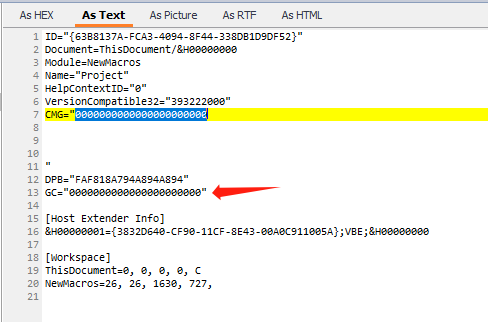 As HEX As Text As Picture As RTF As HTML
1 ID="{63B8137A-FCA3-4094-8F44-338DB1D9DF52}"
2 Document=ThisDocument/&H00000000
3 Module=NewMacros
4 Name="Project"
5 HelpContextID="0"
6 VersionCompatible32="393222000"
7 CMG="0000000000000000000000
8
9
10
11 "
12 DPB="FAF818A794A894A894"
13 GC="0000000000000000000000"
14
15 [Host Extender Info]
16 &H00000001={3832D640-CF90-11CF-8E43-00A0C911005A};VBE;&H00000000
17
18 [Workspace]
19 ThisDocument=0, 0, 0, 0, C
20 NewMacros=26, 26, 1630, 727,
21